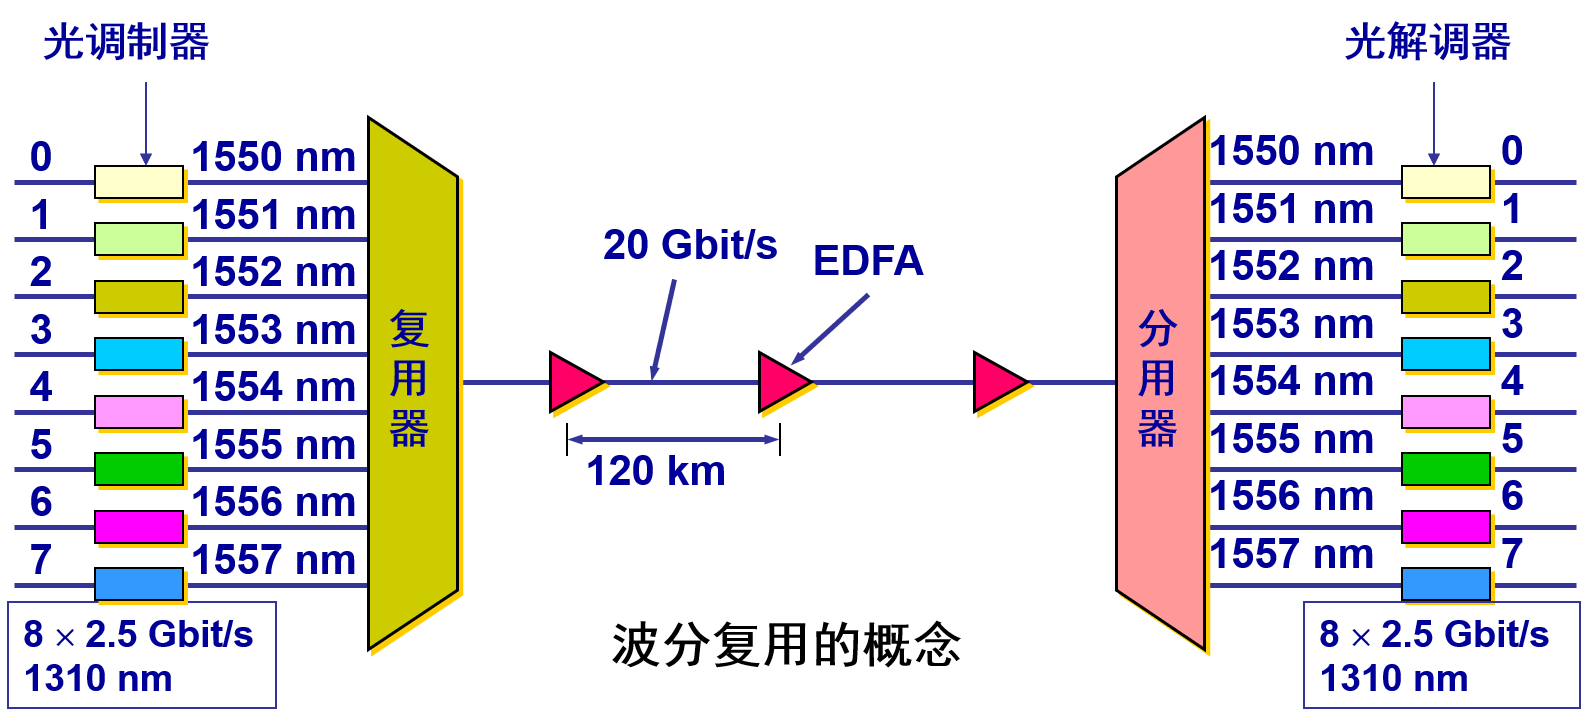 光调制器
光解调器
0 1550 nm
1 1551 nm
2 1552 nm
3 1553 nm
4 1554 nm
5 1555 nm
6 1556 nm
7 1557 nm
8 × 2.5 Gbit/s
1310 nm
复用器
20 Gbit/s
EDFA
120 km
波分复用的概念
分用器
1550 nm 0
1551 nm 1
1552 nm 2
1553 nm 3
1554 nm 4
1555 nm 5
1556 nm 6
1557 nm 7
8 × 2.5 Gbit/s
1310 nm